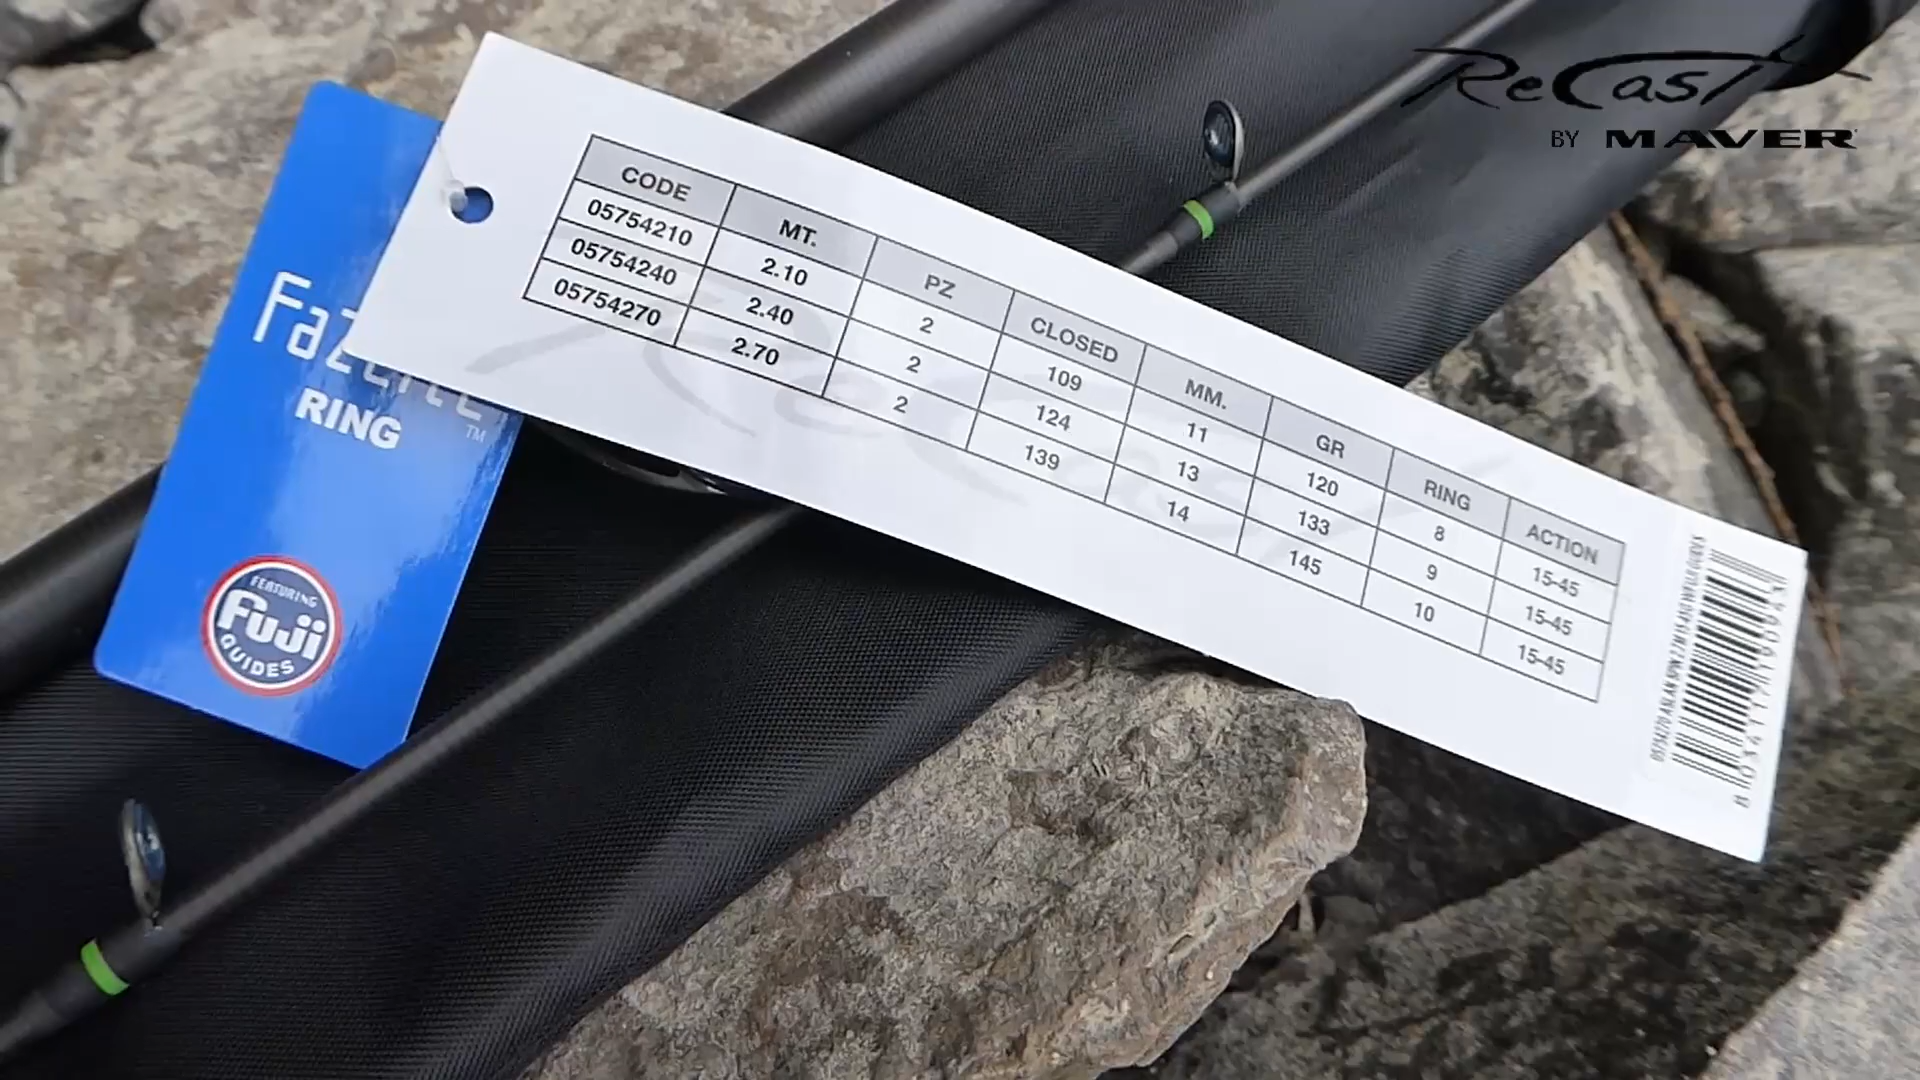 ReCast
BY MAVER
CODE MT. PZ CLOSED MM. GR RING ACTION
05754210 2.10 2 109 11 120 8 15-45
05754240 2.40 2 124 13 133 9 15-45
05754270 2.70 2 139 14 145 10 15-45
ReCast
RING
TM
FEATURING
Fuji
GUIDES